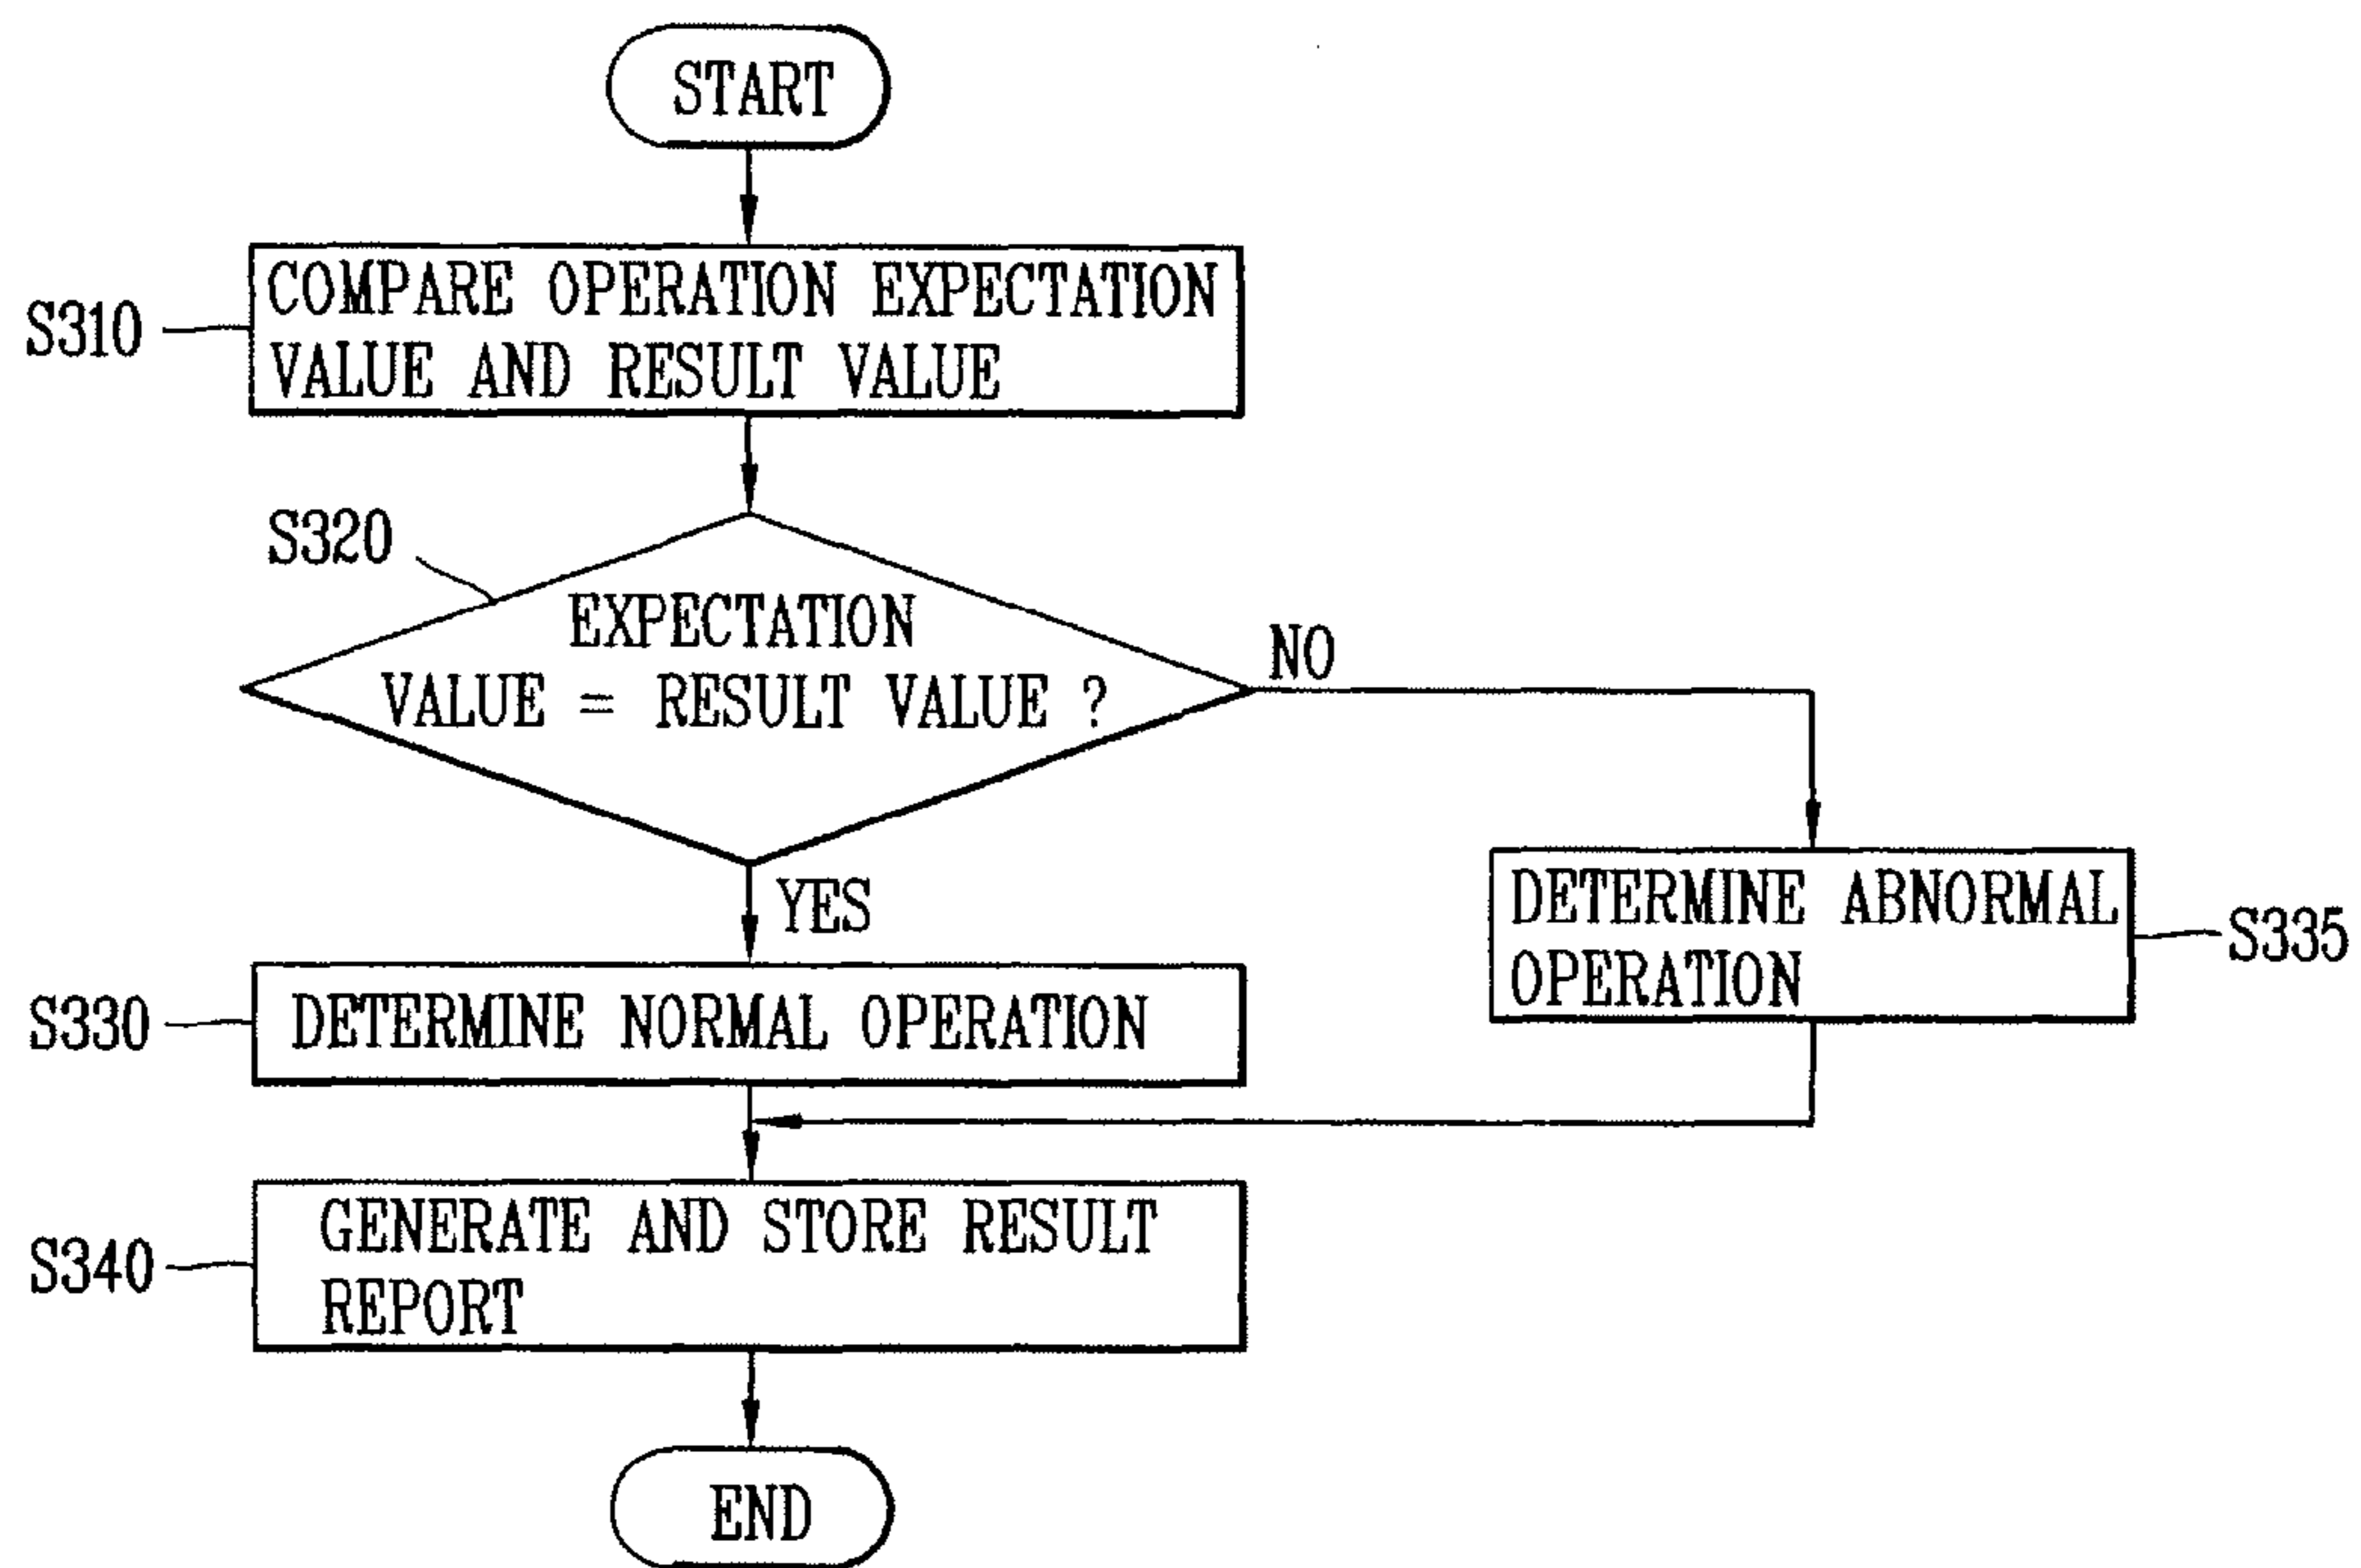 START
S310
COMPARE OPERATION EXPECTATION
VALUE AND RESULT VALUE
S320
EXPECTATION
VALUE = RESULT VALUE ?
NO
YES
DETERMINE ABNORMAL
OPERATION
S335
S330
DETERMINE NORMAL OPERATION
S340
GENERATE AND STORE RESULT
REPORT
END